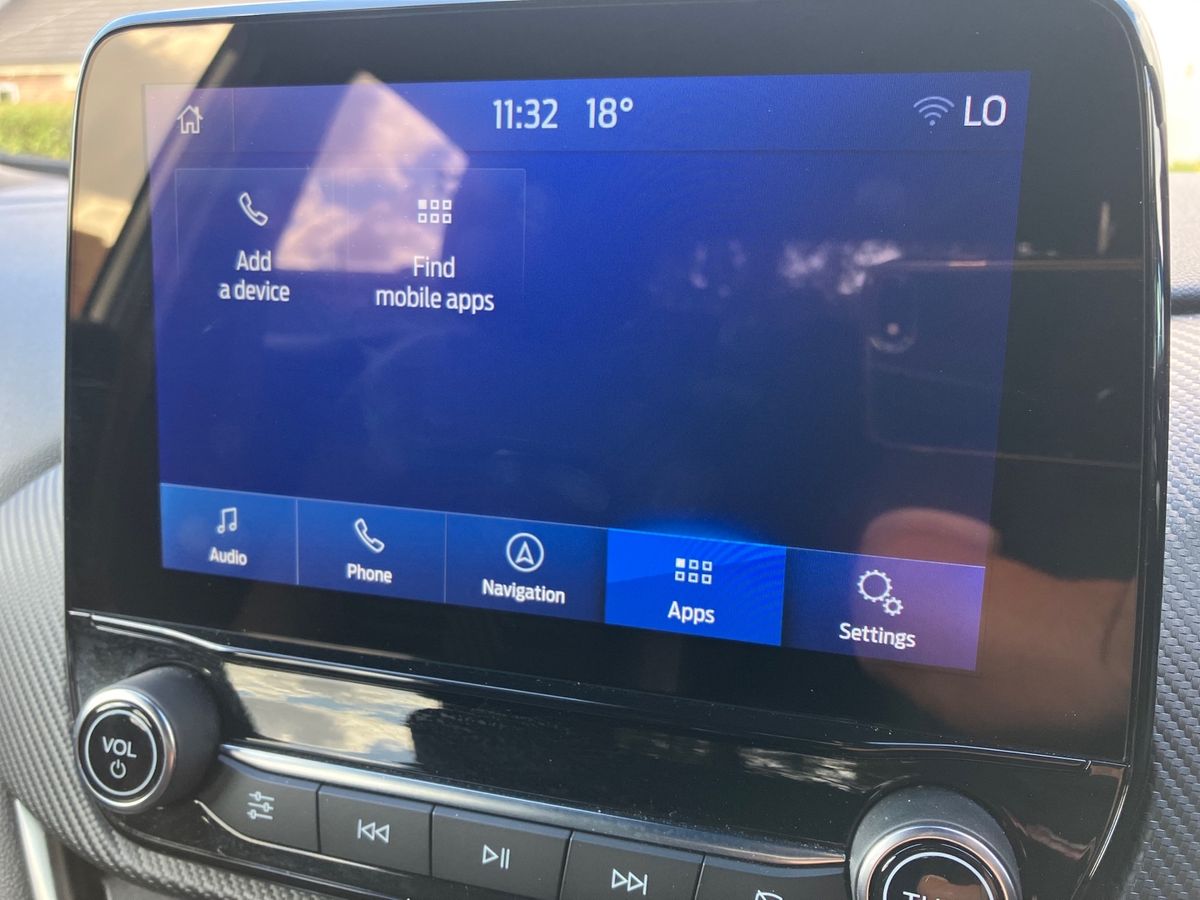 11:32 18° LO
Add
a device
Find
mobile apps
Audio
Phone
Navigation
Apps
Settings
VOL